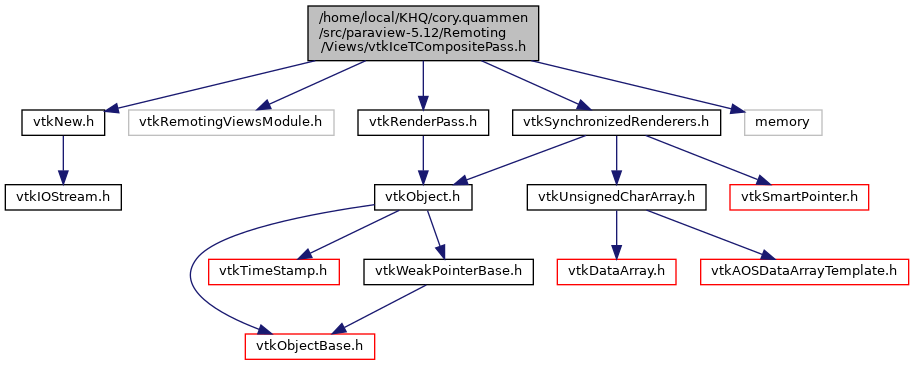 /home/local/KHQ/cory.quammen
/src/paraview-5.12/Remoting
/Views/vtkIceTCompositePass.h
vtkNew.h
vtkRemotingViewsModule.h
vtkRenderPass.h
vtkSynchronizedRenderers.h
memory
vtkIOStream.h
vtkObject.h
vtkUnsignedCharArray.h
vtkSmartPointer.h
vtkTimeStamp.h
vtkWeakPointerBase.h
vtkDataArray.h
vtkAOSDataArrayTemplate.h
vtkObjectBase.h